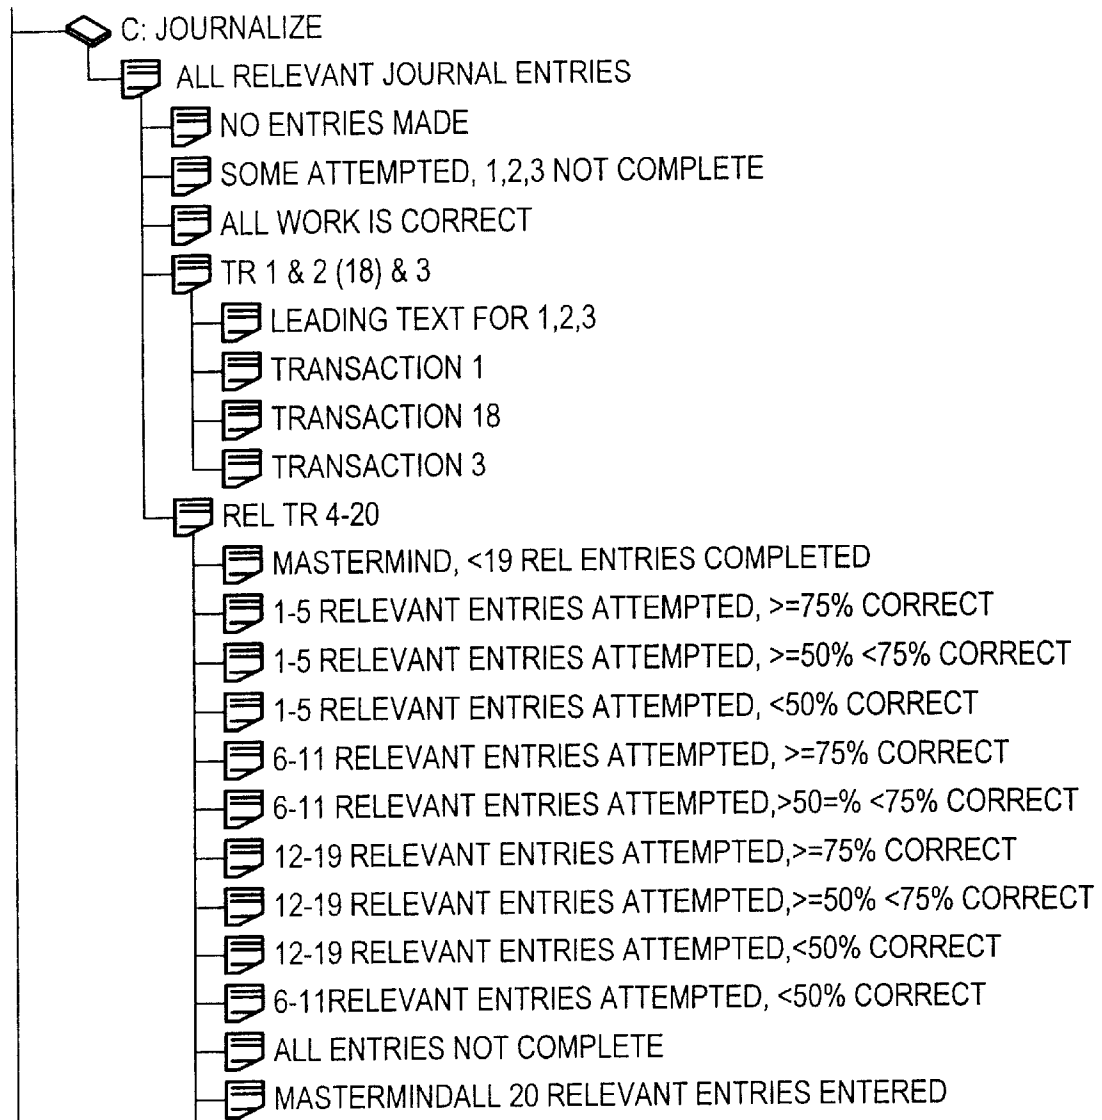 C: JOURNALIZE
ALL RELEVANT JOURNAL ENTRIES
NO ENTRIES MADE
SOME ATTEMPTED, 1,2,3 NOT COMPLETE
ALL WORK IS CORRECT
TR 1 & 2 (18) & 3
LEADING TEXT FOR 1,2,3
TRANSACTION 1
TRANSACTION 18
TRANSACTION 3
REL TR 4-20
MASTERMIND, <19 REL ENTRIES COMPLETED
1-5 RELEVANT ENTRIES ATTEMPTED, >=75% CORRECT
1-5 RELEVANT ENTRIES ATTEMPTED, >=50% <75% CORRECT
1-5 RELEVANT ENTRIES ATTEMPTED, <50% CORRECT
6-11 RELEVANT ENTRIES ATTEMPTED, >=75% CORRECT
6-11 RELEVANT ENTRIES ATTEMPTED,>50=% <75% CORRECT
12-19 RELEVANT ENTRIES ATTEMPTED,>=75% CORRECT
12-19 RELEVANT ENTRIES ATTEMPTED,>=50% <75% CORRECT
12-19 RELEVANT ENTRIES ATTEMPTED,<50% CORRECT
6-11RELEVANT ENTRIES ATTEMPTED, <50% CORRECT
ALL ENTRIES NOT COMPLETE
MASTERMINDALL 20 RELEVANT ENTRIES ENTERED